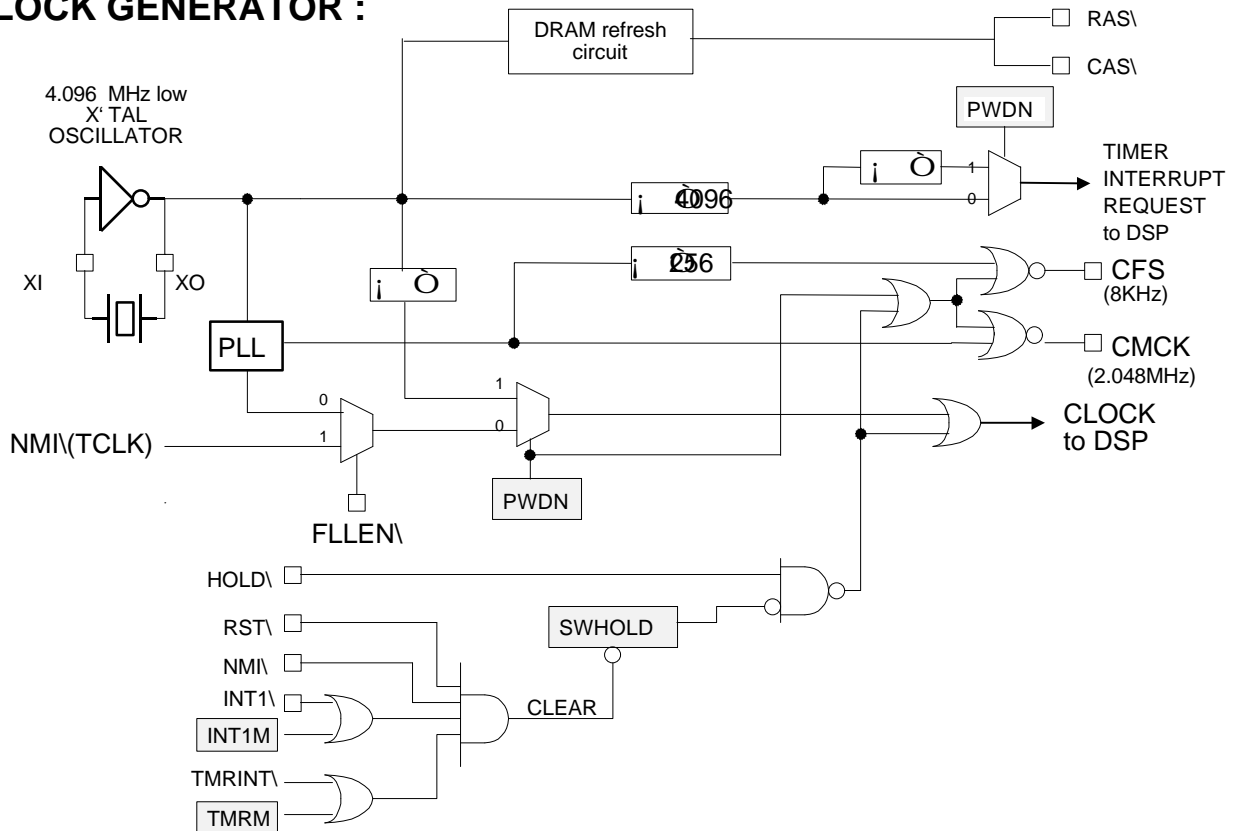 LOCK GENERATOR :
DRAM refresh
circuit
RAS\
CAS\
4.096 MHz low
X‘ TAL
OSCILLATOR
PWDN
TIMER
INTERRUPT
REQUEST
to DSP
¡ Ò
1
0
¡ 4096
¡ 256
XI
XO
¡ Ò
CFS
(8KHz)
PLL
CMCK
(2.048MHz)
0
1
1
0
NMI\(TCLK)
CLOCK
to DSP
PWDN
FLLEN\
HOLD\
RST\
SWHOLD
NMI\
INT1\
CLEAR
INT1M
TMRINT\
TMRM